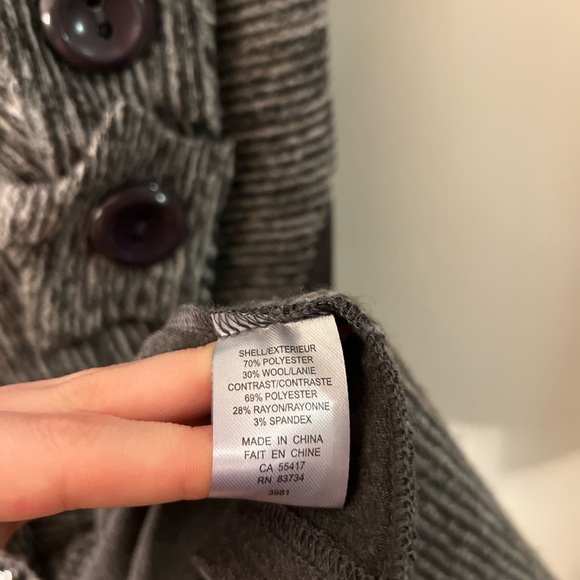 SHELL/EXTERIEUR
70% POLYESTER
30% WOOL/LANIE
CONTRAST/CONTRASTE
69% POLYESTER
28% RAYON/RAYONNE
3% SPANDEX
MADE IN CHINA
FAIT EN CHINE
CA 55417
RN 83734
3981